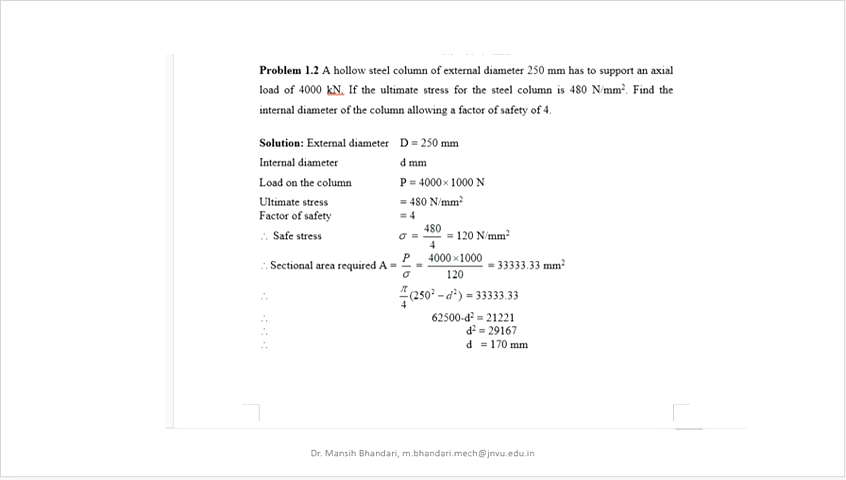 Problem 1.2 A hollow steel column of external diameter 250 mm has to support an axial
load of 4000 kN. If the ultimate stress for the steel column is 480 N/mm². Find the
internal diameter of the column allowing a factor of safety of 4.
Solution: External diameter D = 250 mm
Internal diameter d mm
Load on the column P = 4000×1000 N
Ultimate stress = 480 N/mm²
Factor of safety = 4
∴ Safe stress σ = 480/4 = 120 N/mm²
∴ Sectional area required A = P/σ = 4000×1000/120 = 33333.33 mm²
∴ π/4 (250² − d²) = 33333.33
∴ 62500-d² = 21221
∴ d² = 29167
∴ d = 170 mm
Dr. Mansih Bhandari, m.bhandari.mech@jnvu.edu.in